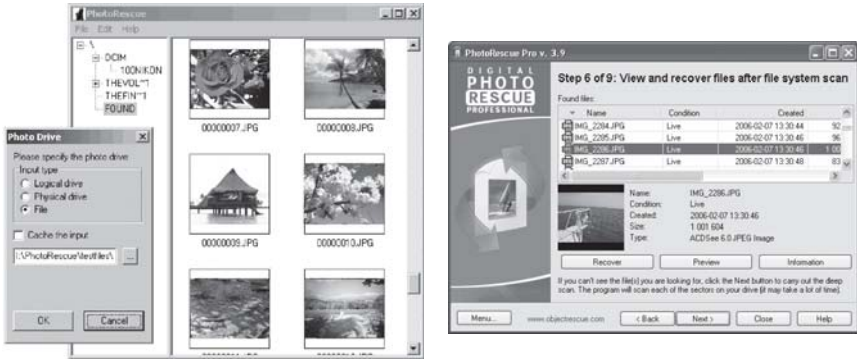 PhotoRescue
File Edit Help
\
DCIM
100NIKON
THEVOL~1
THEFIN~1
FOUND
00000007.JPG
00000008.JPG
00000009.JPG
00000010.JPG
Photo Drive
Please specify the photo drive
Input type
Logical drive
Physical drive
File
Cache the input
I:\PhotoRescue\testfiles\
...
OK
Cancel
PhotoRescue Pro v. 3.9
DIGITAL
PHOTO
RESCUE
PROFESSIONAL
Step 6 of 9: View and recover files after file system scan
Found files:
Name Condition Created
IMG_2284.JPG Live 2006-02-07 13:30:44 92
IMG_2285.JPG Live 2006-02-07 13:30:46 96
IMG_2286.JPG Live 2006-02-07 13:30:46 1 00
IMG_2287.JPG Live 2006-02-07 13:30:48 83
Name: IMG_2286.JPG
Condition: Live
Created: 2006-02-07 13:30:46
Size: 1 001 604
Type: ACDSee 6.0 JPEG Image
Recover
Preview
Information
If you can't see the file(s) you are looking for, click the Next button to carry out the deep
scan. The program will scan each of the sectors on your drive (it may take a lot of time).
Menu...
www.objectrescue.com
< Back
Next >
Close
Help